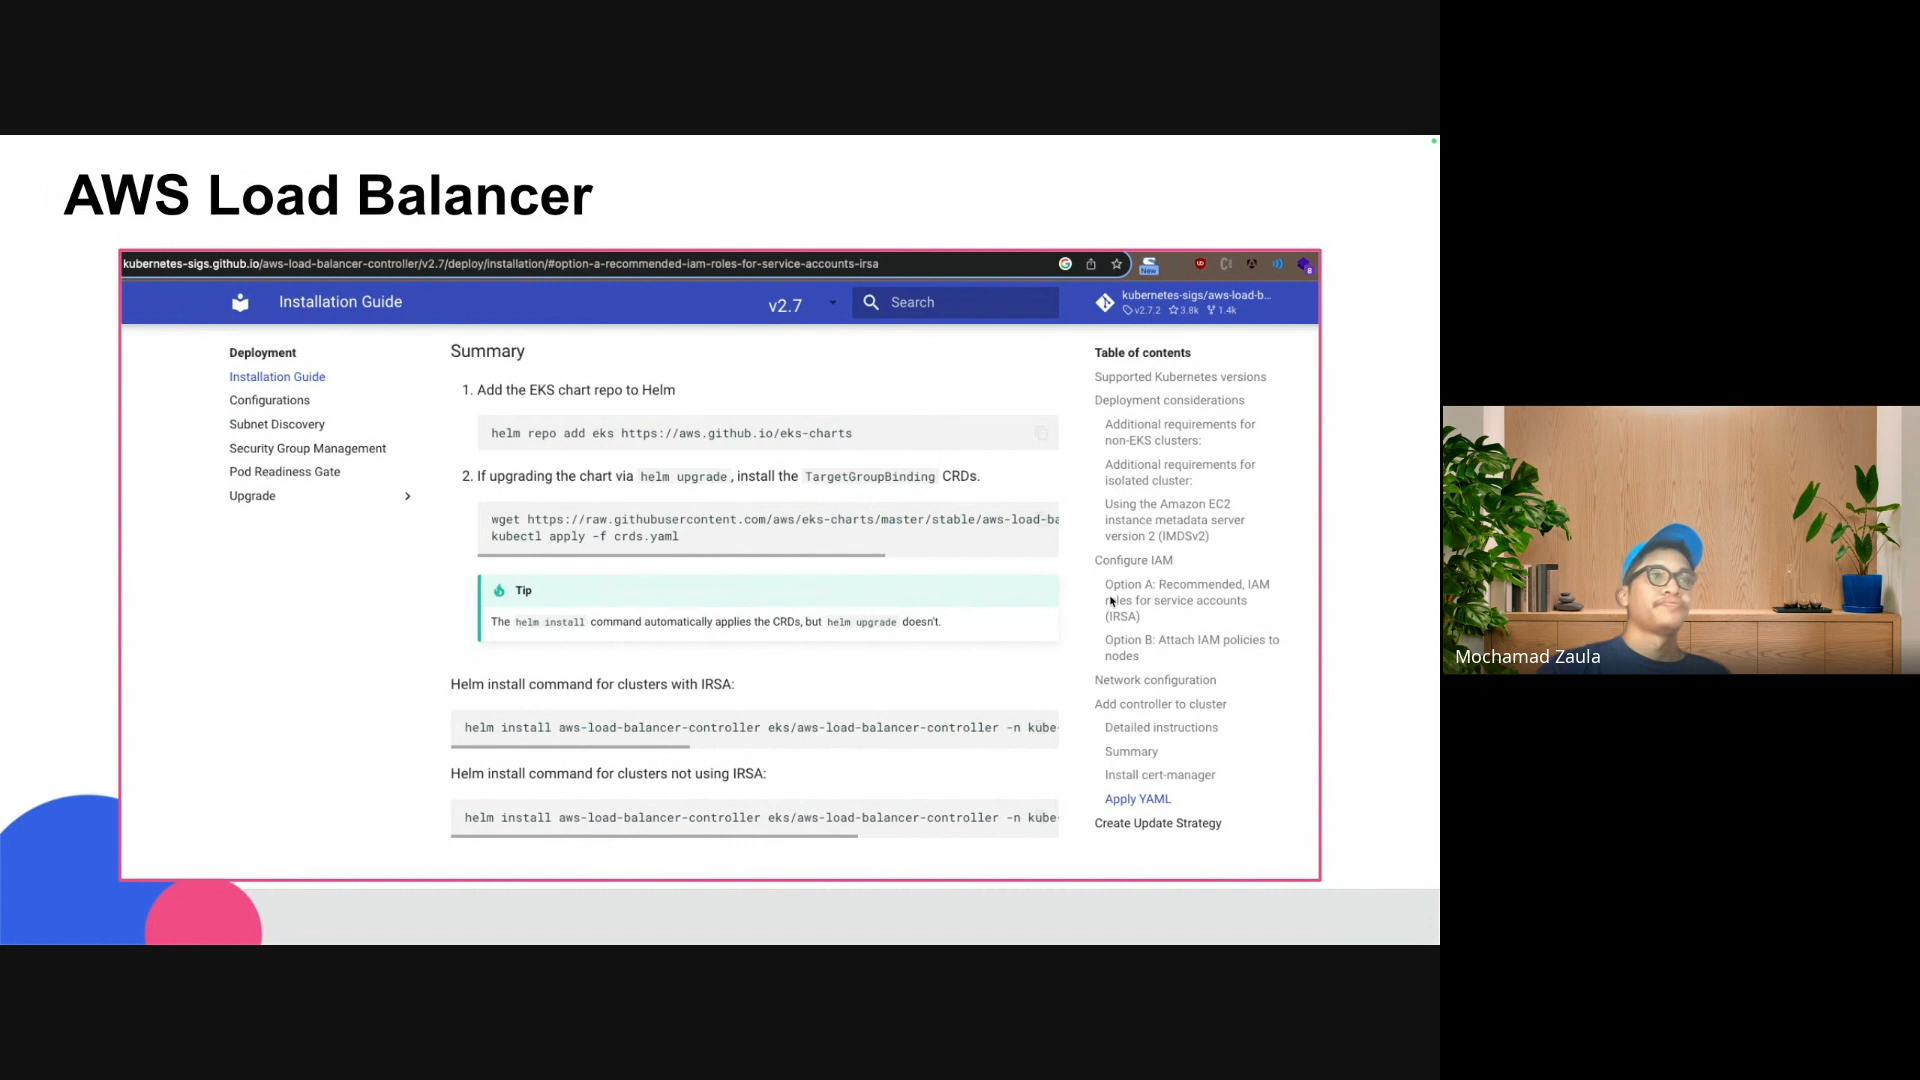 AWS Load Balancer
kubernetes-sigs.github.io/aws-load-balancer-controller/v2.7/deploy/installation/#option-a-recommended-iam-roles-for-service-accounts-irsa
New
8
Installation Guide
v2.7
Search
kubernetes-sigs/aws-load-b...
v2.7.2 3.8k 1.4k
Deployment
Installation Guide
Configurations
Subnet Discovery
Security Group Management
Pod Readiness Gate
Upgrade
Summary
1. Add the EKS chart repo to Helm
helm repo add eks https://aws.github.io/eks-charts
2. If upgrading the chart via helm upgrade, install the TargetGroupBinding CRDs.
wget https://raw.githubusercontent.com/aws/eks-charts/master/stable/aws-load-ba
kubectl apply -f crds.yaml
Tip
The helm install command automatically applies the CRDs, but helm upgrade doesn't.
Helm install command for clusters with IRSA:
helm install aws-load-balancer-controller eks/aws-load-balancer-controller -n kube-
Helm install command for clusters not using IRSA:
helm install aws-load-balancer-controller eks/aws-load-balancer-controller -n kube-
Table of contents
Supported Kubernetes versions
Deployment considerations
Additional requirements for
non-EKS clusters:
Additional requirements for
isolated cluster:
Using the Amazon EC2
instance metadata server
version 2 (IMDSv2)
Configure IAM
Option A: Recommended, IAM
roles for service accounts
(IRSA)
Option B: Attach IAM policies to
nodes
Network configuration
Add controller to cluster
Detailed instructions
Summary
Install cert-manager
Apply YAML
Create Update Strategy
Mochamad Zaula